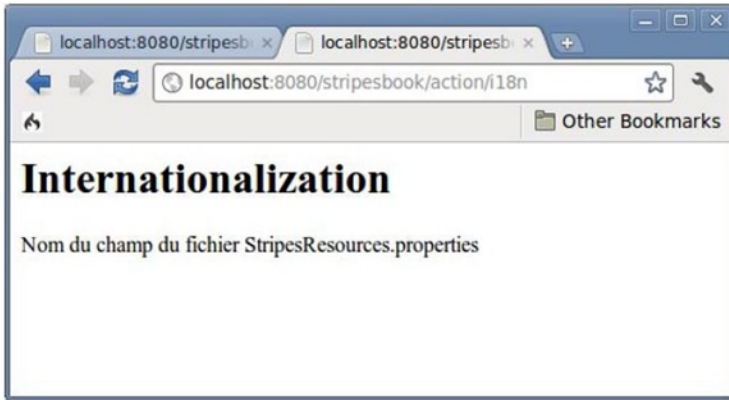 localhost:8080/stripesb
localhost:8080/stripesb
localhost:8080/stripesbook/action/i18n
Other Bookmarks
Internationalization
Nom du champ du fichier StripesResources.properties